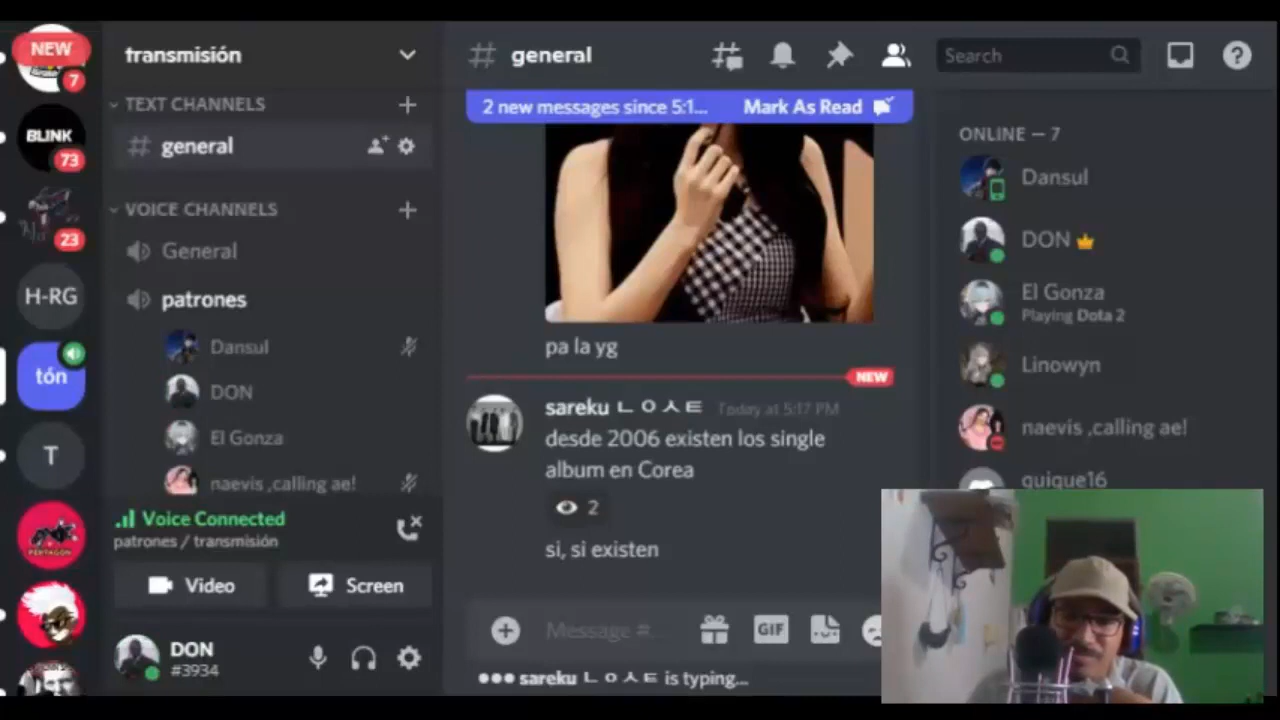 NEW
7
BLINK
73
23
H-RG
tón
T
PENTAGON
transmisión
TEXT CHANNELS
general
VOICE CHANNELS
General
patrones
Dansul
DON
El Gonza
naevis ,calling ae!
Voice Connected
patrones / transmisión
Video
Screen
DON
#3934
general
Search
2 new messages since 5:1... Mark As Read
pa la yg
NEW
sareku ㄴㅇㅅㅌ Today at 5:17 PM
desde 2006 existen los single
album en Corea
2
si, si existen
Message #...
GIF
sareku ㄴㅇㅅㅌ is typing...
ONLINE — 7
Dansul
DON
El Gonza
Playing Dota 2
Linowyn
naevis ,calling ae!
quique16